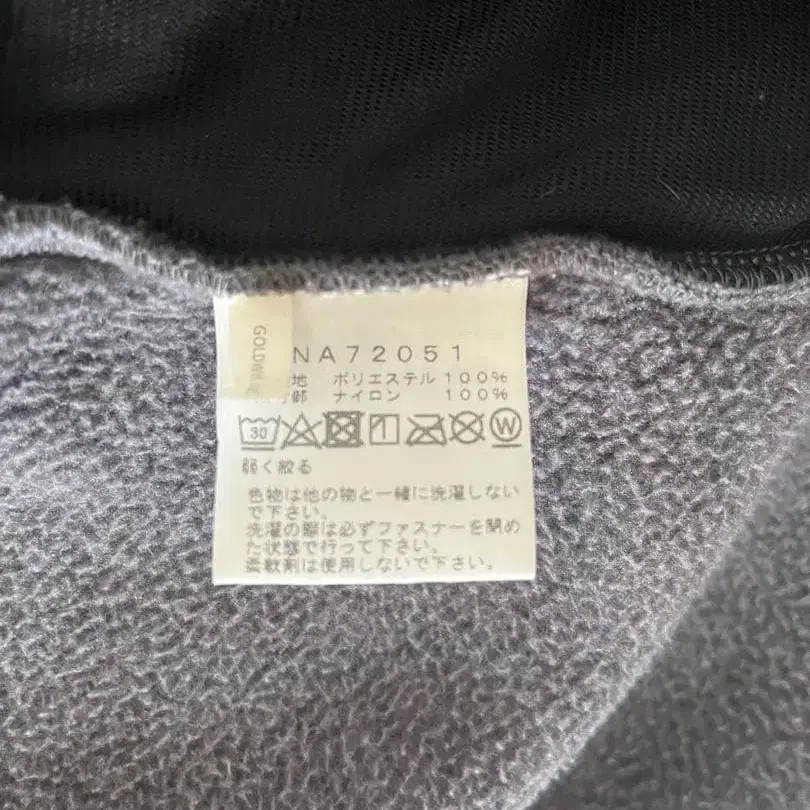 GOLDWIN
NA72051
地 ポリエステル 100%
部 ナイロン 100%
30
W
弱く絞る
色物は他の物と一緒に洗濯しない
で下さい。
洗濯の際は必ずファスナーを閉め
た状態で行って下さい。
柔軟剤は使用しないで下さい。